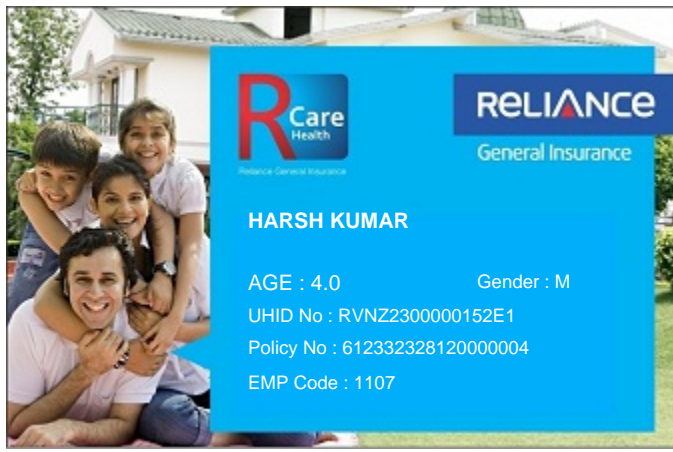 R Care
Health
Reliance General Insurance
RELIANCE
General Insurance
HARSH KUMAR
AGE : 4.0 Gender : M
UHID No : RVNZ2300000152E1
Policy No : 612332328120000004
EMP Code : 1107